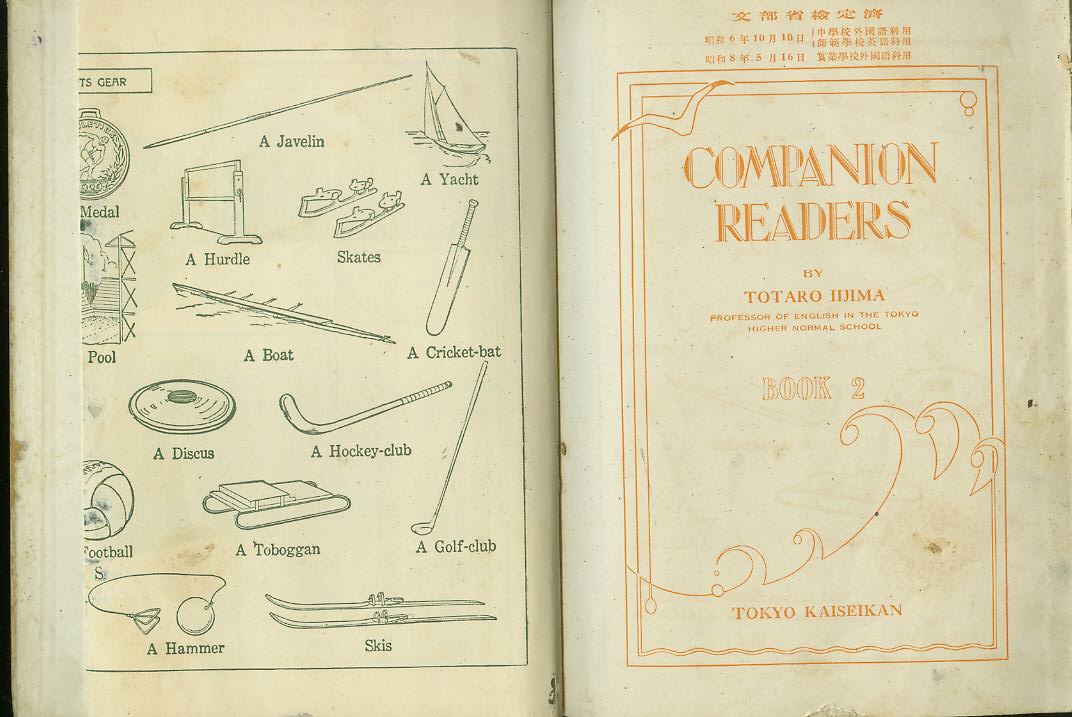 TS GEAR
A Javelin
A Yacht
Medal
A Hurdle
Skates
Pool
A Boat
A Cricket-bat
A Discus
A Hockey-club
Football
A Toboggan
A Golf-club
S
A Hammer
Skis
文部省檢定濟
昭和6年10月10日 中學校外國語科用
師範學校英語科用
昭和8年5月16日 實業學校外國語科用
COMPANION
READERS
BY
TOTARO IIJIMA
PROFESSOR OF ENGLISH IN THE TOKYO
HIGHER NORMAL SCHOOL
BOOK 2
TOKYO KAISEIKAN